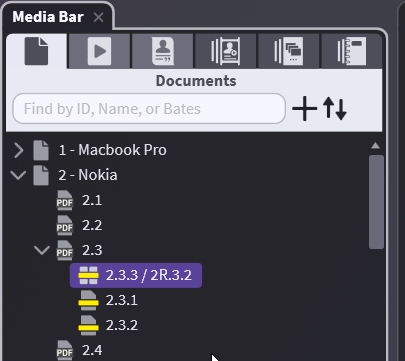 Media Bar
Documents
Find by ID, Name, or Bates
1 - Macbook Pro
2 - Nokia
PDF 2.1
PDF 2.2
PDF 2.3
2.3.3 / 2R.3.2
2.3.1
2.3.2
PDF 2.4